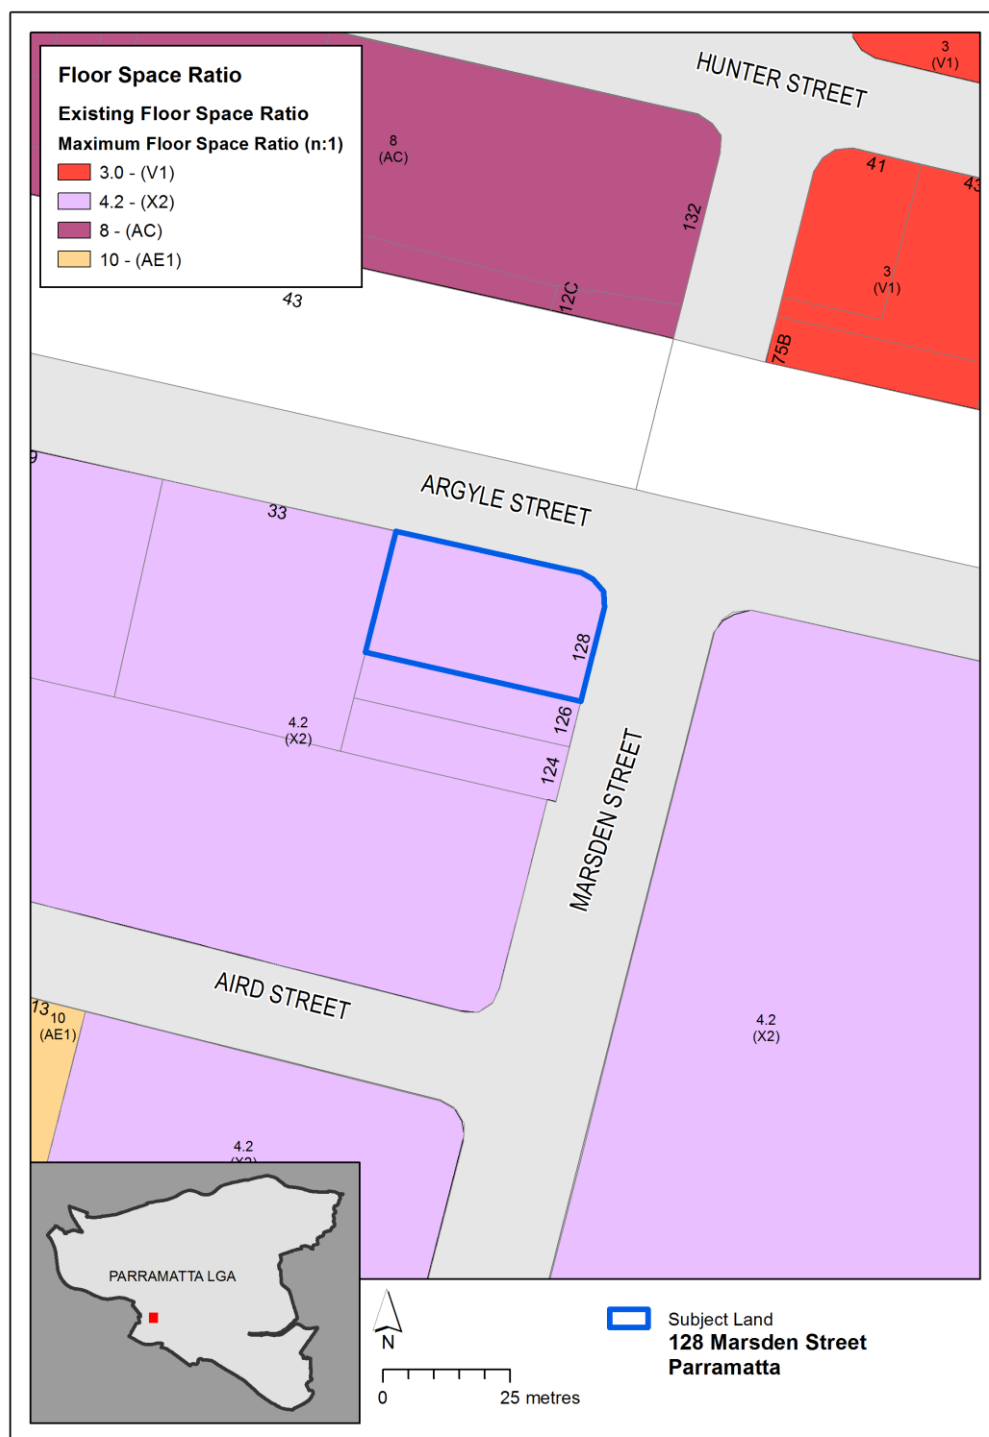 Floor Space Ratio
Existing Floor Space Ratio
Maximum Floor Space Ratio (n:1)
3.0 - (V1)
4.2 - (X2)
8 - (AC)
10 - (AE1)
3
(V1)
HUNTER STREET
8
(AC)
41
43
132
3
(V1)
12C
43
75B
9
ARGYLE STREET
33
128
126
4.2
(X2)
124
MARSDEN STREET
AIRD STREET
13
10
(AE1)
4.2
(X2)
4.2
(X2)
PARRAMATTA LGA
N
0
25 metres
Subject Land
128 Marsden Street
Parramatta